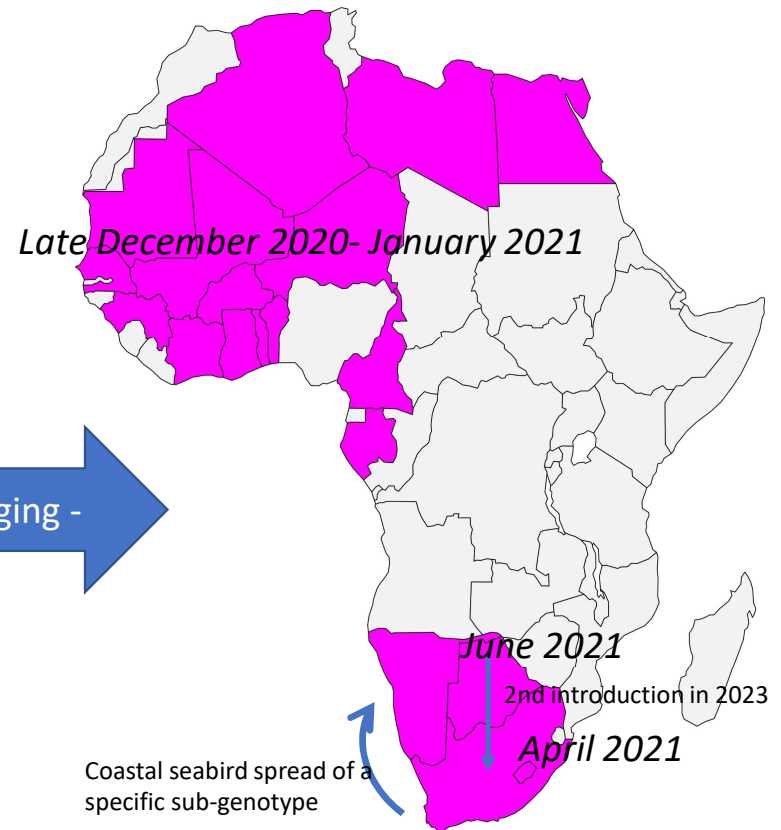 Late December 2020- January 2021
ging -
June 2021
2nd introduction in 2023
April 2021
Coastal seabird spread of a
specific sub-genotype